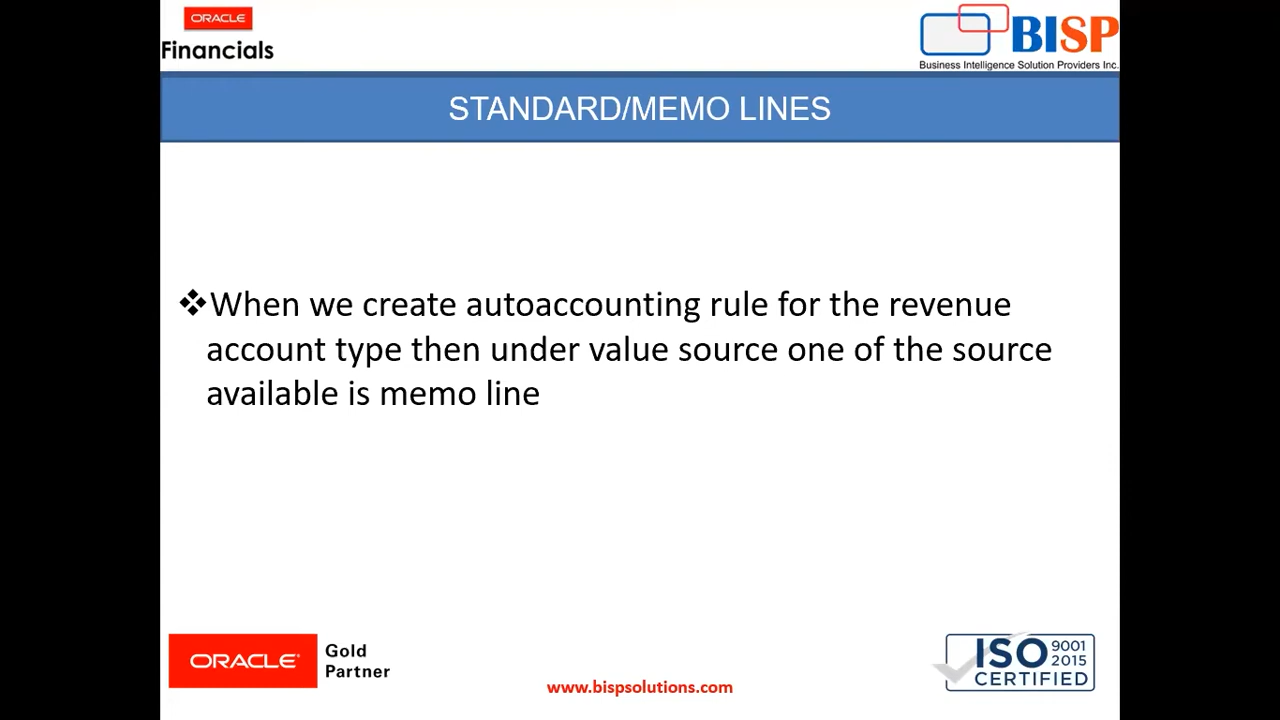 ORACLE
Financials
BISP
Business Intelligence Solution Providers Inc.
STANDARD/MEMO LINES
❖When we create autoaccounting rule for the revenue
account type then under value source one of the source
available is memo line
ORACLE®
Gold
Partner
www.bispsolutions.com
ISO 9001
2015
CERTIFIED